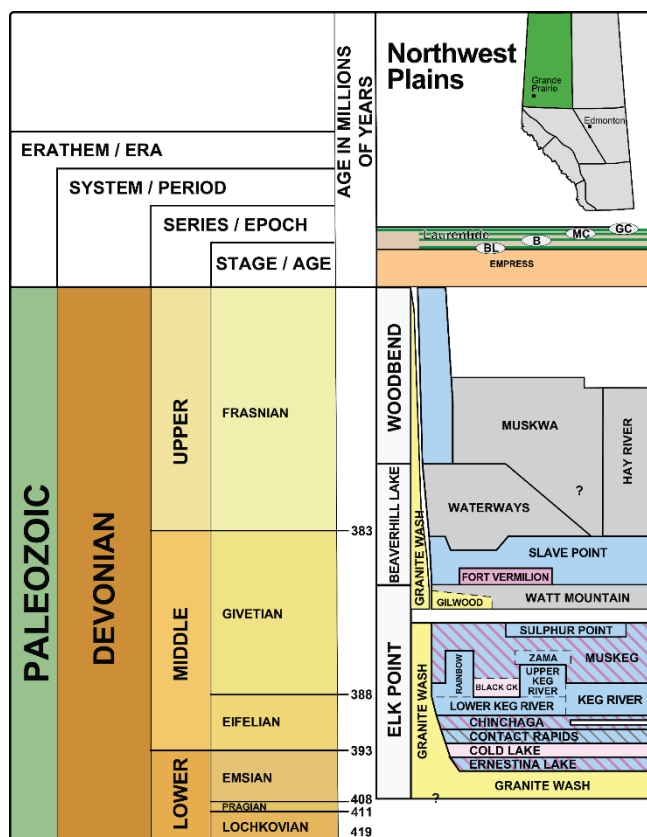 Northwest
Plains
Grande
Prairie
Edmonton
AGE IN MILLIONS
OF YEARS
ERATHEM / ERA
SYSTEM / PERIOD
SERIES / EPOCH
STAGE / AGE
Laurentide
GC
MC
B
BL
EMPRESS
PALEOZOIC
DEVONIAN
UPPER
MIDDLE
LOWER
FRASNIAN
383
GIVETIAN
388
EIFELIAN
393
EMSIAN
408
PRAGIAN
411
LOCHKOVIAN
419
WOODBEND
BEAVERHILL LAKE
ELK POINT
GRANITE WASH
GRANITE WASH
MUSKWA
HAY RIVER
?
WATERWAYS
SLAVE POINT
FORT VERMILION
WATT MOUNTAIN
GILWOOD
SULPHUR POINT
MUSKEG
ZAMA
RAINBOW
UPPER
KEG
RIVER
BLACK CK
KEG RIVER
LOWER KEG RIVER
CHINCHAGA
CONTACT RAPIDS
COLD LAKE
ERNESTINA LAKE
GRANITE WASH
?